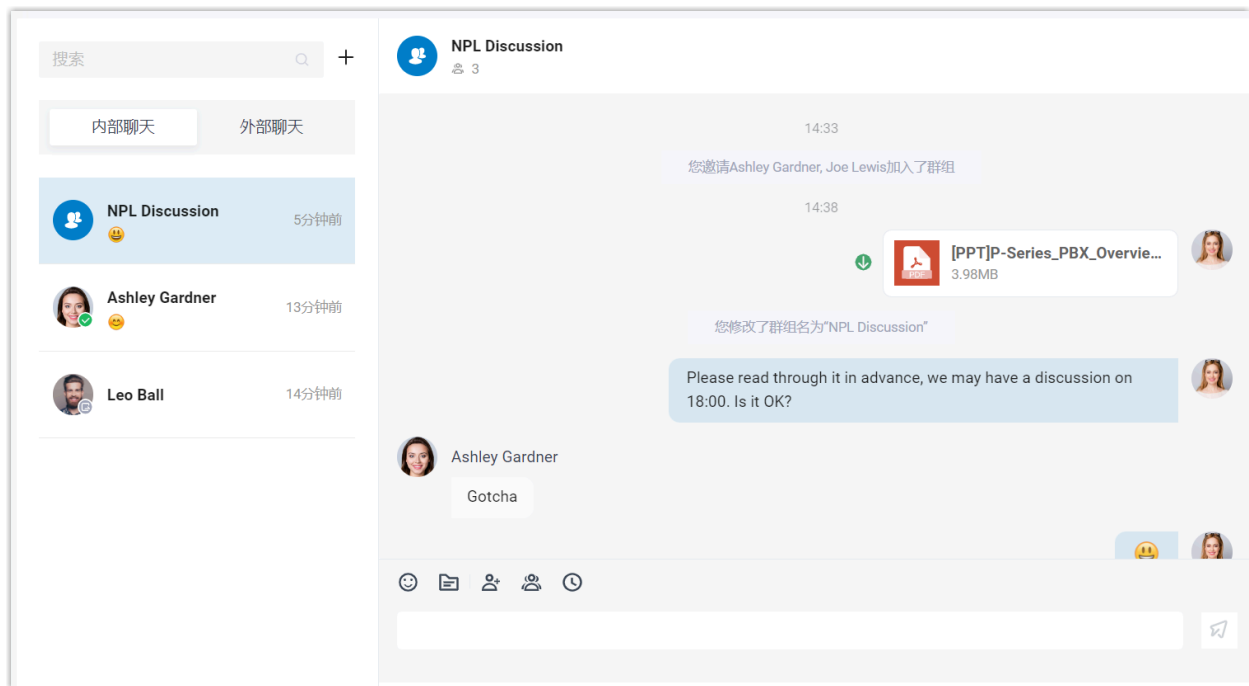 搜索
内部聊天
外部聊天
NPL Discussion
5分钟前
Ashley Gardner
13分钟前
Leo Ball
14分钟前
NPL Discussion
3
14:33
您邀请Ashley Gardner, Joe Lewis加入了群组
14:38
[PPT]P-Series_PBX_Overvie...
3.98MB
PDF
您修改了群组名为“NPL Discussion”
Please read through it in advance, we may have a discussion on
18:00. Is it OK?
Ashley Gardner
Gotcha